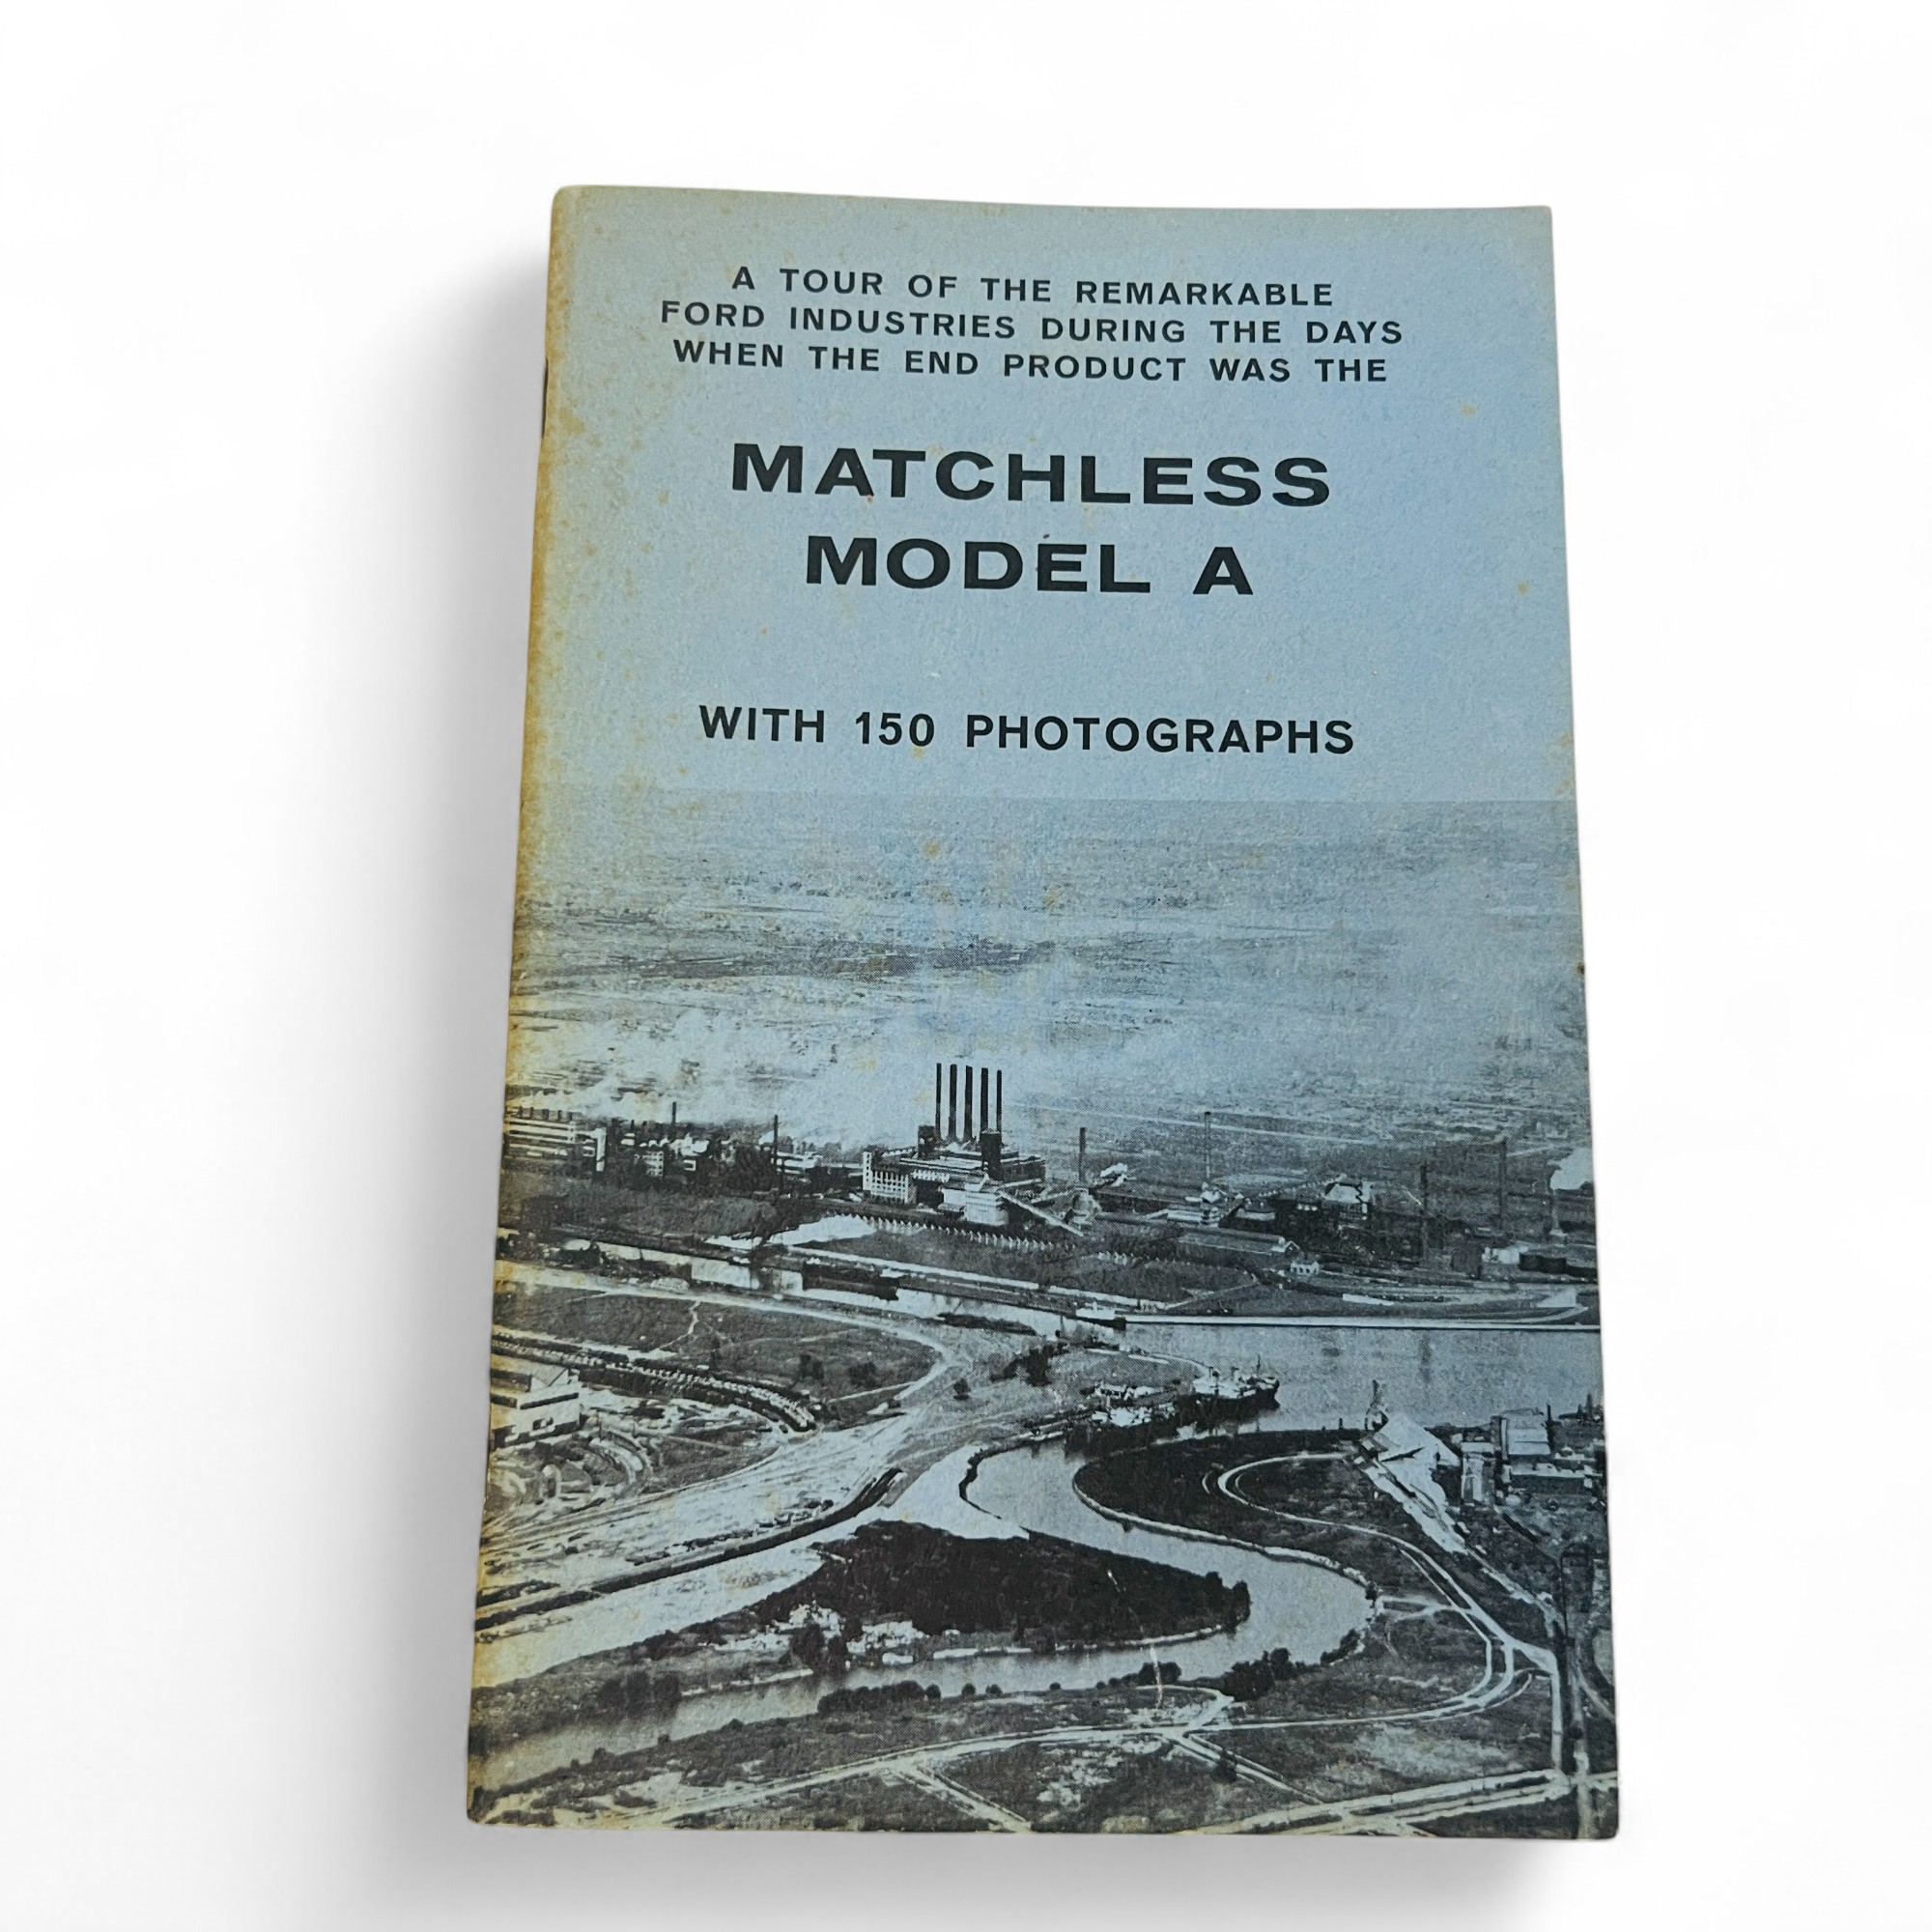 A TOUR OF THE REMARKABLE
FORD INDUSTRIES DURING THE DAYS
WHEN THE END PRODUCT WAS THE
MATCHLESS
MODEL A
WITH 150 PHOTOGRAPHS